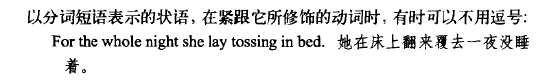 以分词短语表示的状语，在紧跟它所修饰的动词时，有时可以不用逗号：
For the whole night she lay tossing in bed. 她在床上翻来覆去一夜没睡
着。